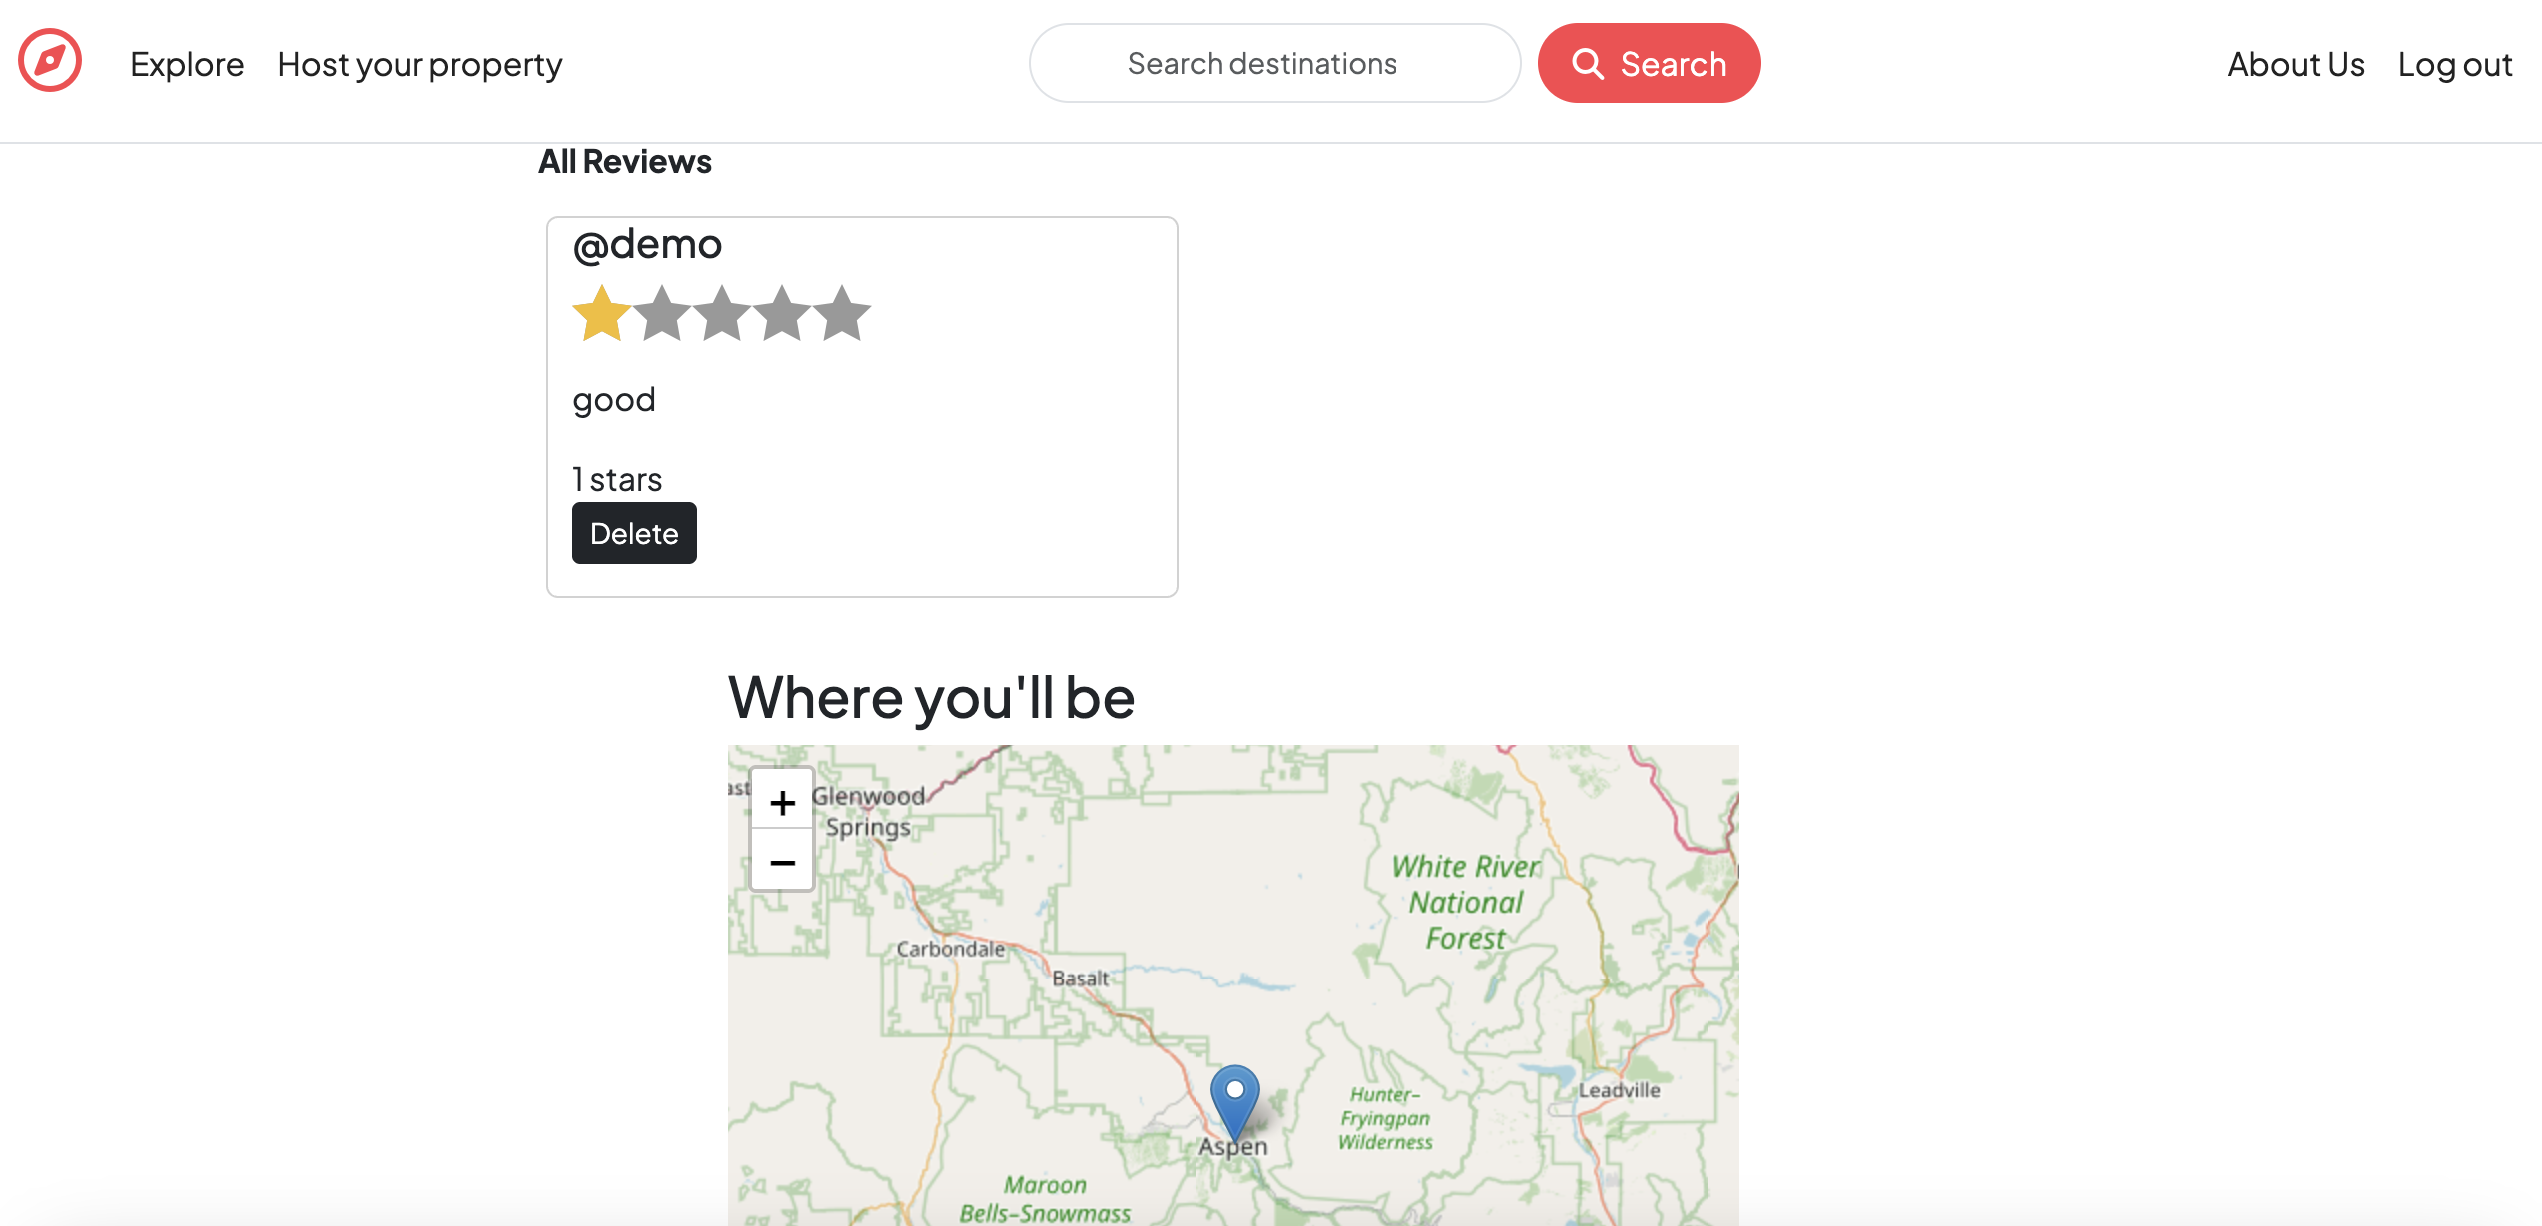 Explore Host your property Search destinations Search About Us Log out
All Reviews
@demo
good
1 stars
Delete
Where you'll be
+
−
Glenwood
Springs
White River
National
Forest
Carbondale
Basalt
Hunter–
Fryingpan
Wilderness
Leadville
Aspen
Maroon
Bells–Snowmass